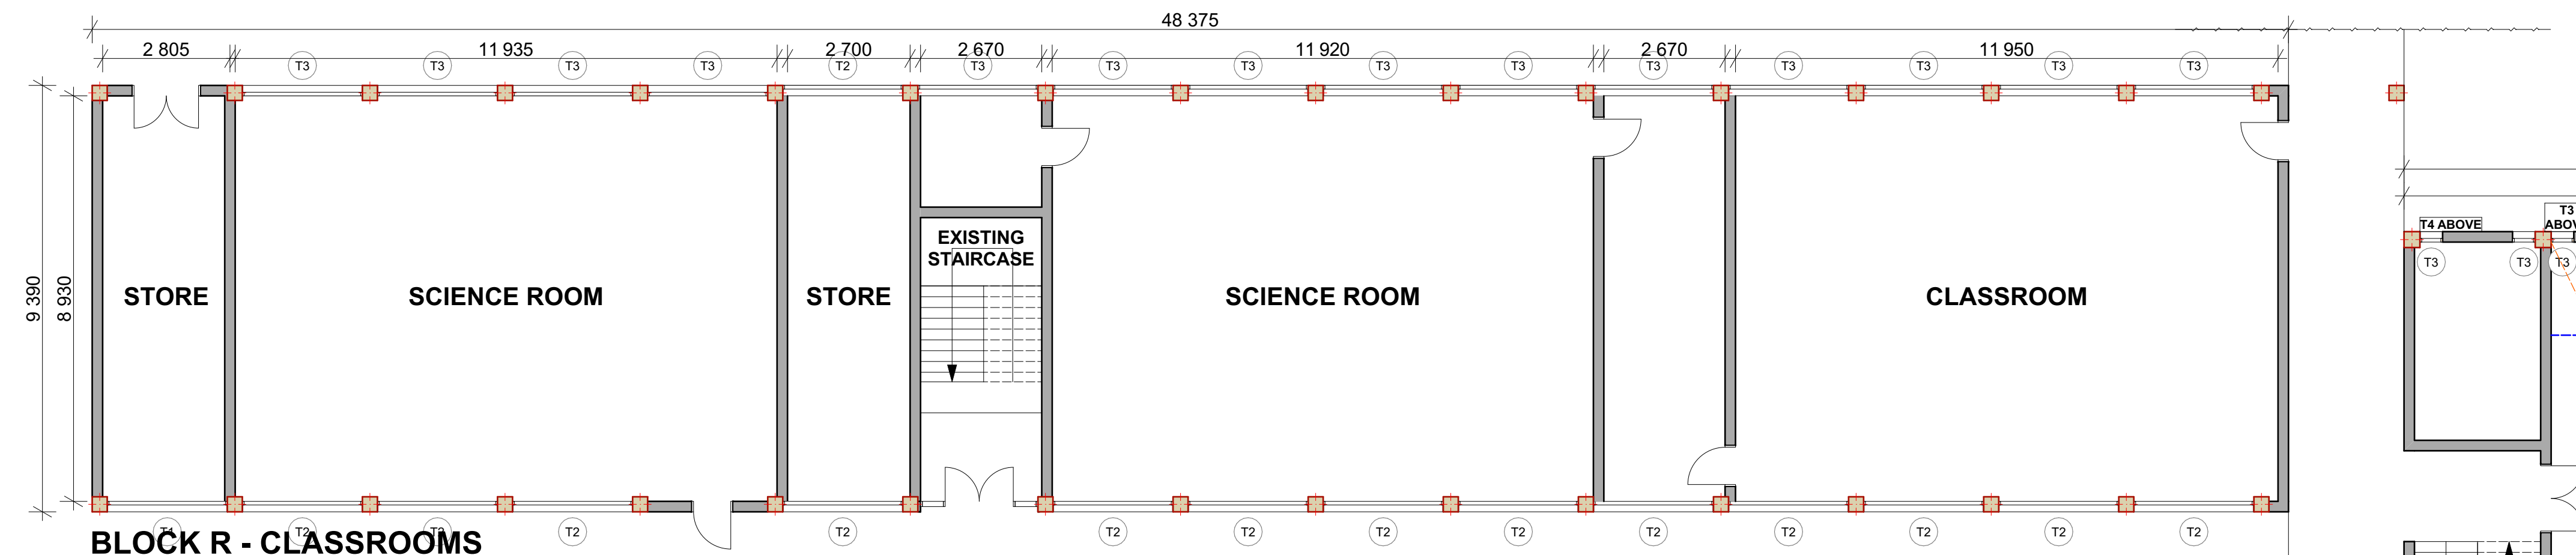 48 375
2 805
11 935
2 700
2 670
11 920
2 670
11 950
T3 T3 T3 T3 T2 T3 T3 T3 T3 T3 T3 T3 T3 T3 T3
9 390
8 930
STORE
SCIENCE ROOM
STORE
EXISTING
STAIRCASE
SCIENCE ROOM
CLASSROOM
T4 ABOVE
T3
ABOV
T3 T3 T3
T1 T2 T3 T2 T2 T2 T2 T2 T2 T2 T2 T2 T2 T2
BLOCK R - CLASSROOMS